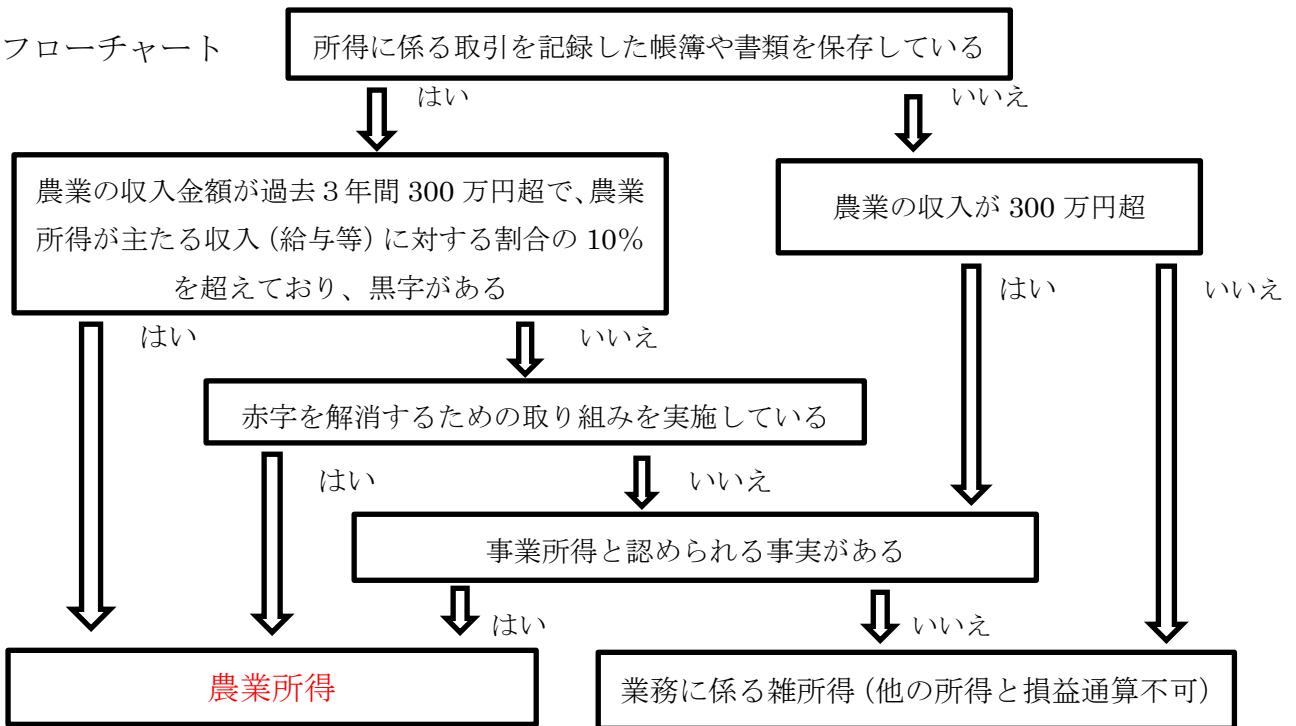 フローチャート
所得に係る取引を記録した帳簿や書類を保存している
はい
いいえ
農業の収入金額が過去３年間 300 万円超で、農業
所得が主たる収入（給与等）に対する割合の 10％
を超えており、黒字がある
農業の収入が 300 万円超
はい
いいえ
はい
いいえ
赤字を解消するための取り組みを実施している
はい
いいえ
事業所得と認められる事実がある
はい
いいえ
農業所得
業務に係る雑所得（他の所得と損益通算不可）